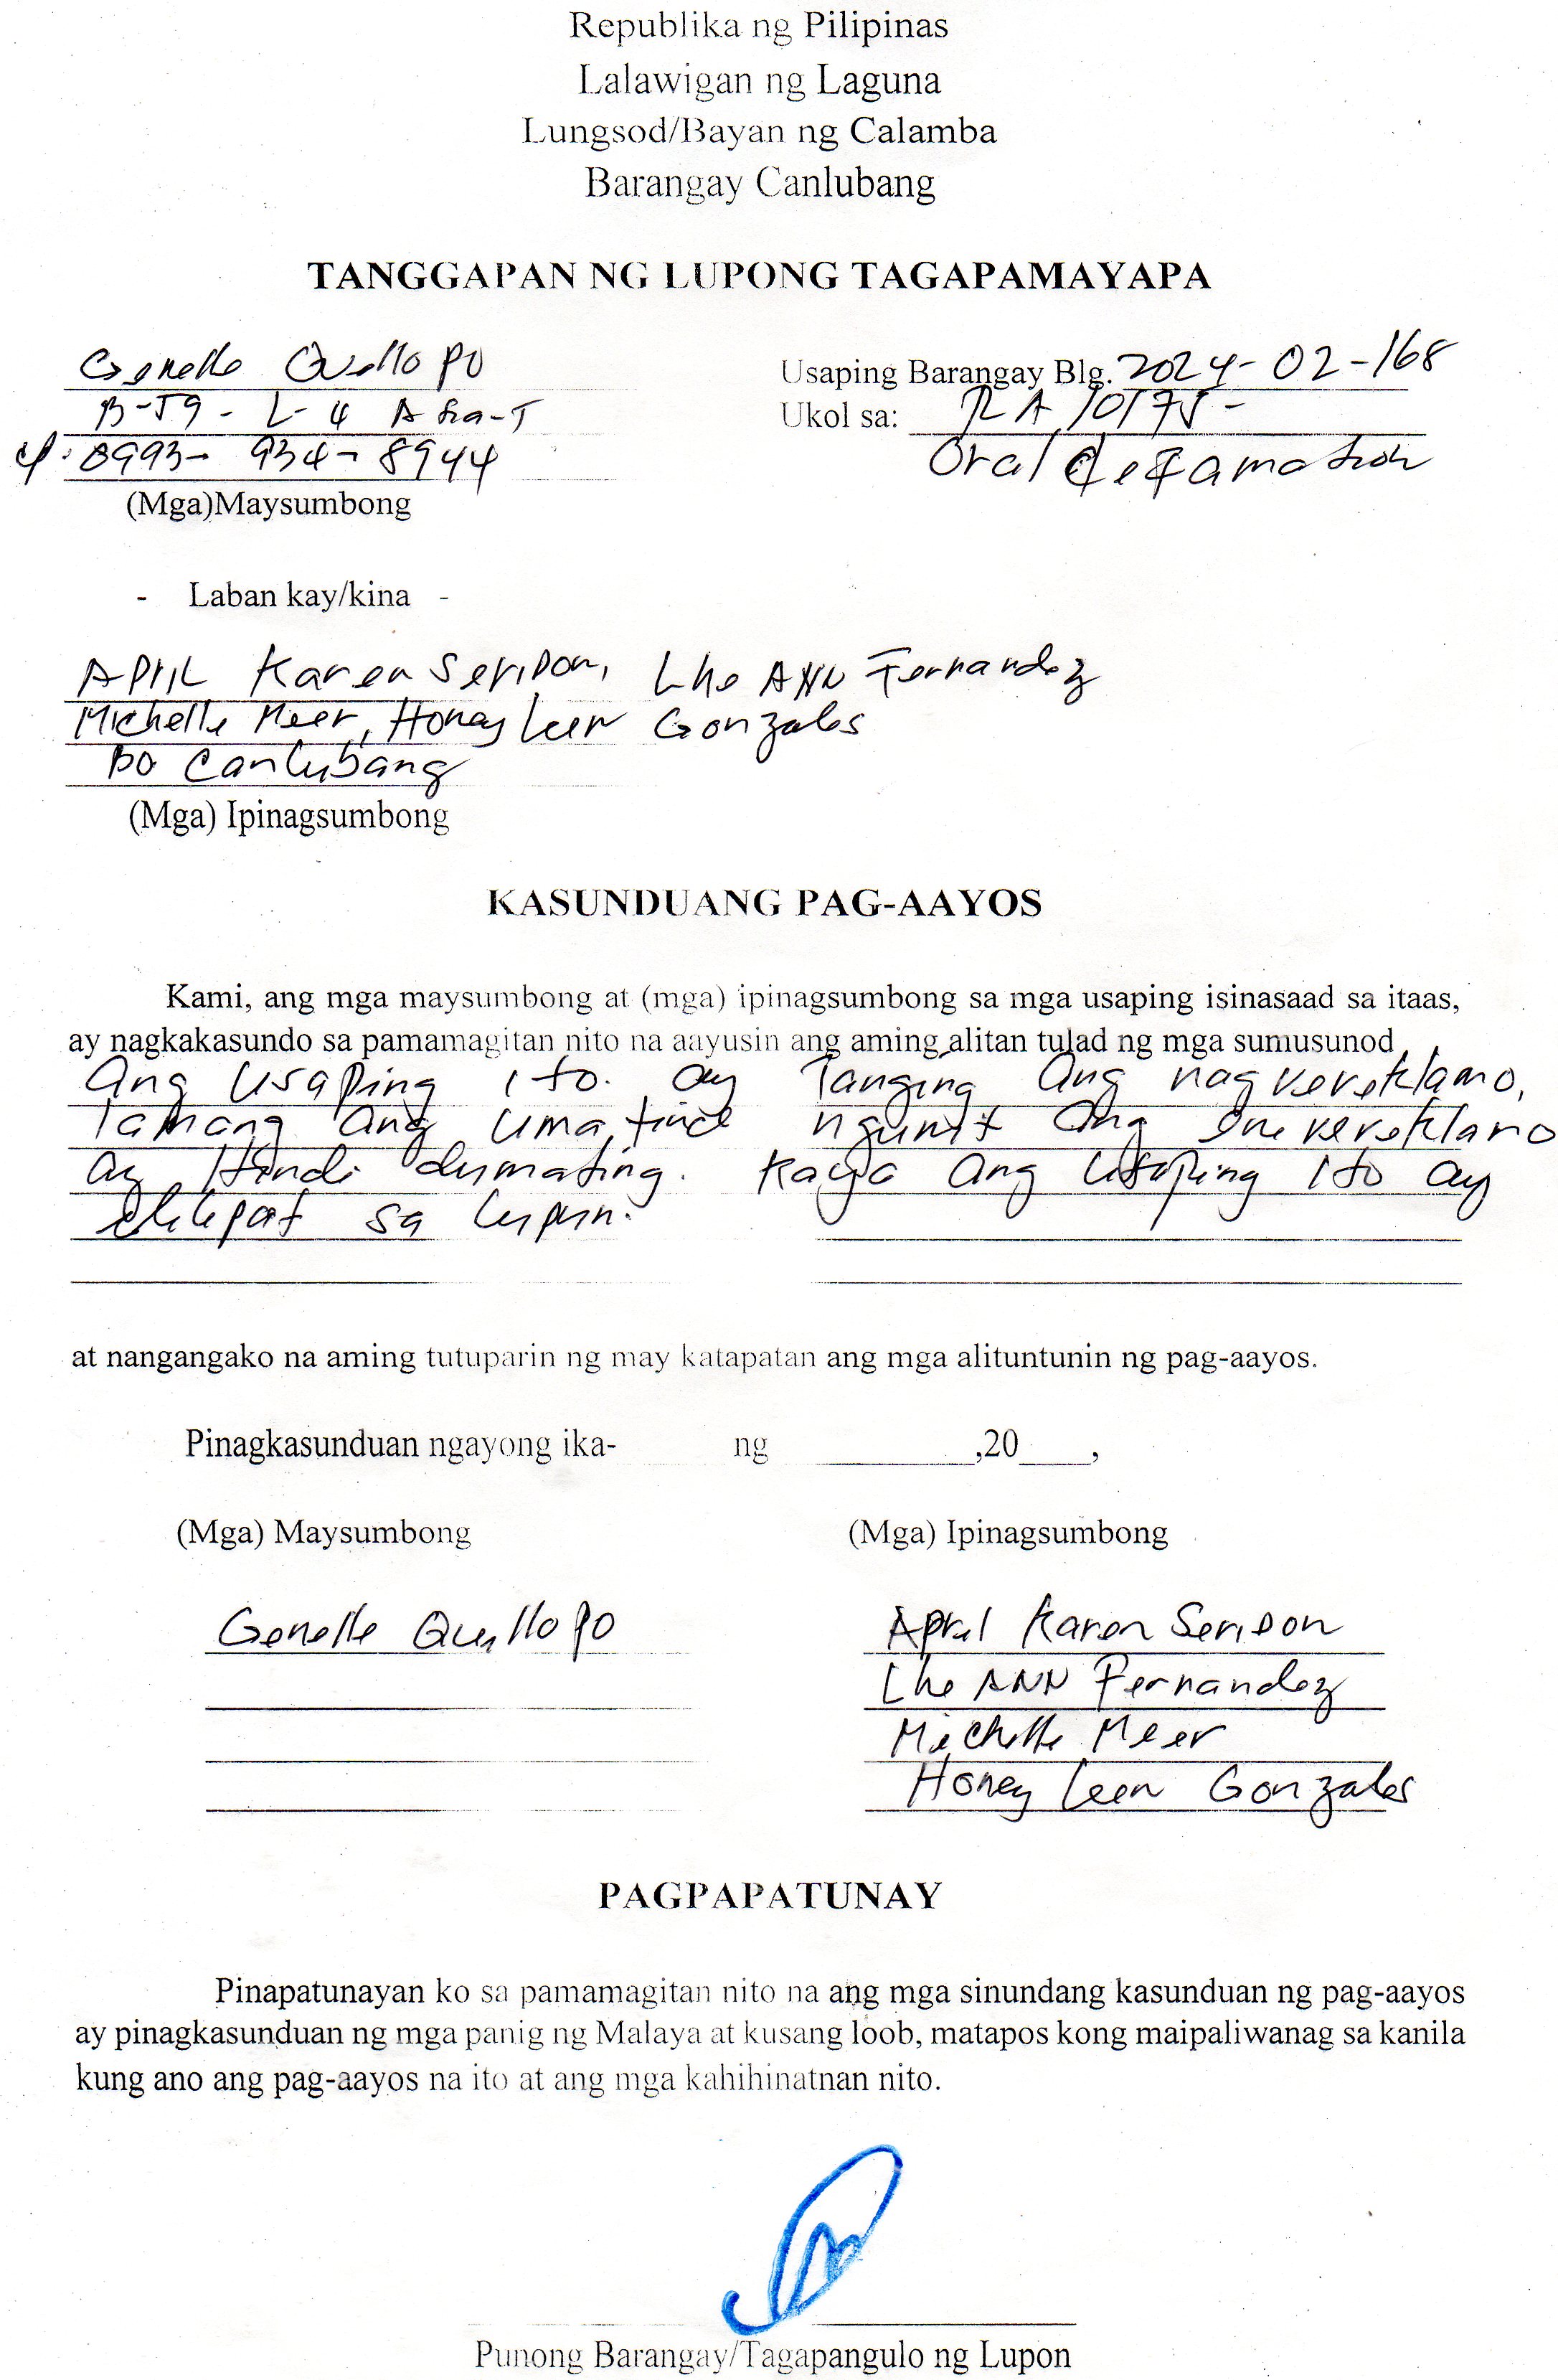 Republika ng Pilipinas
Lalawigan ng Laguna
Lungsod/Bayan ng Calamba
Barangay Canlubang
TANGGAPAN NG LUPONG TAGAPAMAYAPA
Genelle Quillopo
Usaping Barangay Blg. 2024-02-168
B-59-L-4 Asia-1
Ukol sa: RA 10175-
cp. 0993-934-8944
Oral defamation
(Mga)Maysumbong
- Laban kay/kina -
APRIL Karen Seridon, Lhe ANN Fernandez
Michelle Meer, Honey leen Gonzales
BO Canlubang
(Mga) Ipinagsumbong
KASUNDUANG PAG-AAYOS
Kami, ang mga maysumbong at (mga) ipinagsumbong sa mga usaping isinasaad sa itaas,
ay nagkakasundo sa pamamagitan nito na aayusin ang aming alitan tulad ng mga sumusunod
Ang Usaping ito. ay Tanging Ang nagrereklamo,
lamang ang uma,tind ngunit Ang Inirereklamo
ay Hindi dumating. Kaya Ang Usaping Ito ay
ililipat sa lupon.
at nangangako na aming tutuparin ng may katapatan ang mga alituntunin ng pag-aayos.
Pinagkasunduan ngayong ika- ng ,20 ,
(Mga) Maysumbong
(Mga) Ipinagsumbong
Genelle Quillopo
April Karen Seridon
Lhe ANN Fernandez
Michelle Meer
Honey leen Gonzales
PAGPAPATUNAY
Pinapatunayan ko sa pamamagitan nito na ang mga sinundang kasunduan ng pag-aayos
ay pinagkasunduan ng mga panig ng Malaya at kusang loob, matapos kong maipaliwanag sa kanila
kung ano ang pag-aayos na ito at ang mga kahihinatnan nito.
Punong Barangay/Tagapangulo ng Lupon